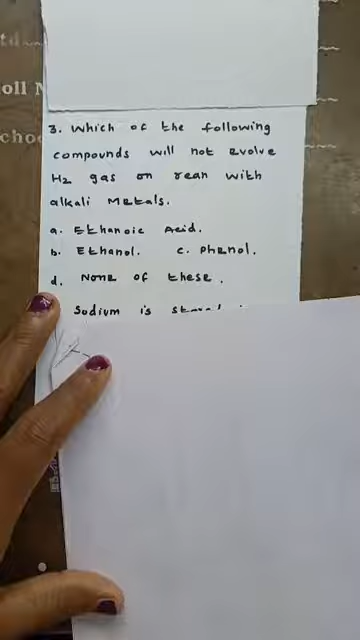 3. Which of the following
compounds will not evolve
H2 gas on rean with
alkali Metals.
a. Ethanoic Acid.
b. Ethanol. c. Phenol.
d. None of these.
Sodium is